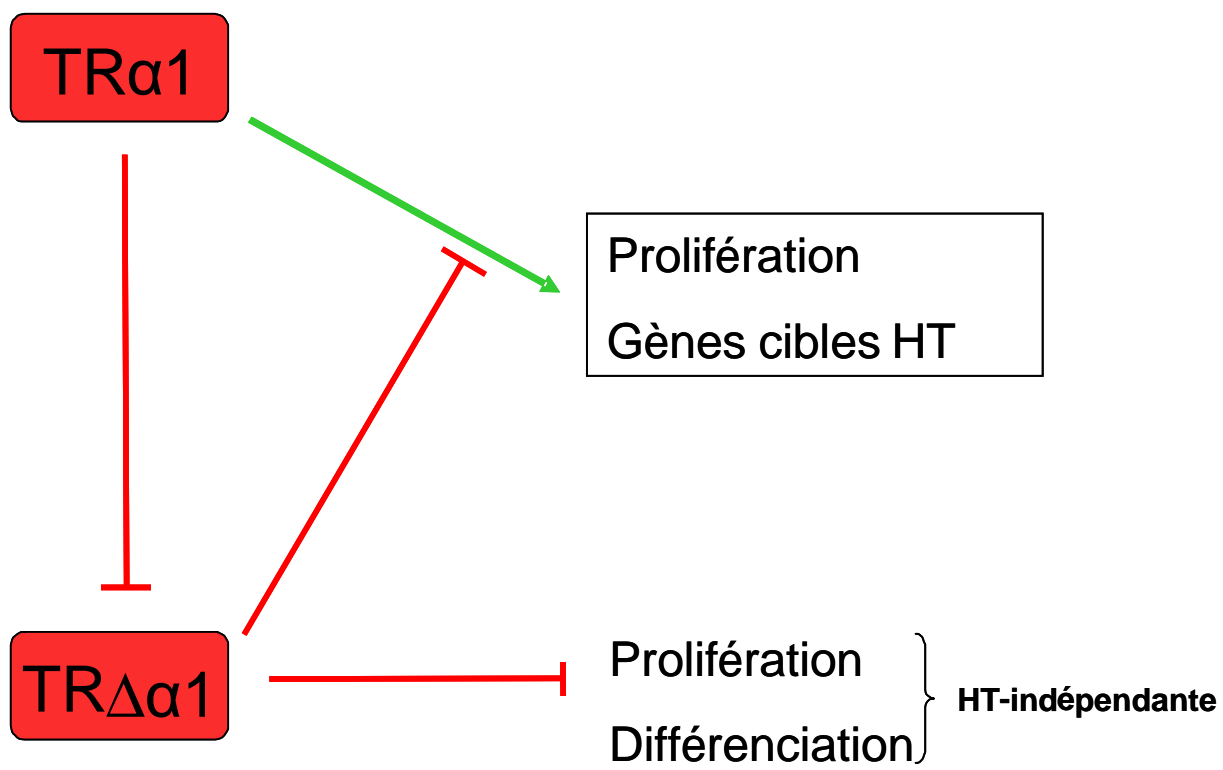 TRα1
Prolifération
Gènes cibles HT
TRΔα1
Prolifération
Différenciation
HT-indépendante